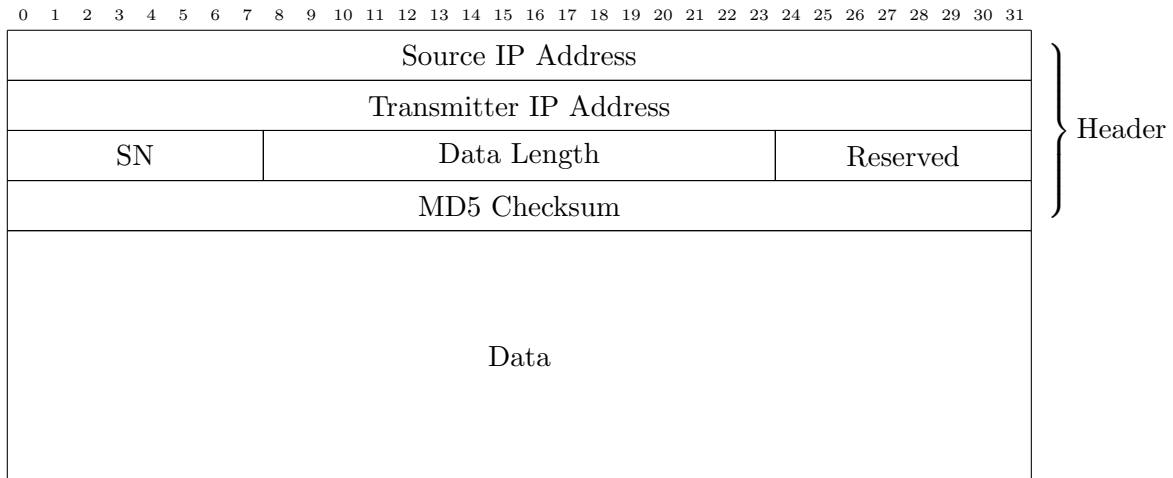 0 1 2 3 4 5 6 7 8 9 10 11 12 13 14 15 16 17 18 19 20 21 22 23 24 25 26 27 28 29 30 31
Source IP Address
Transmitter IP Address
Header
SN Data Length Reserved
MD5 Checksum
Data